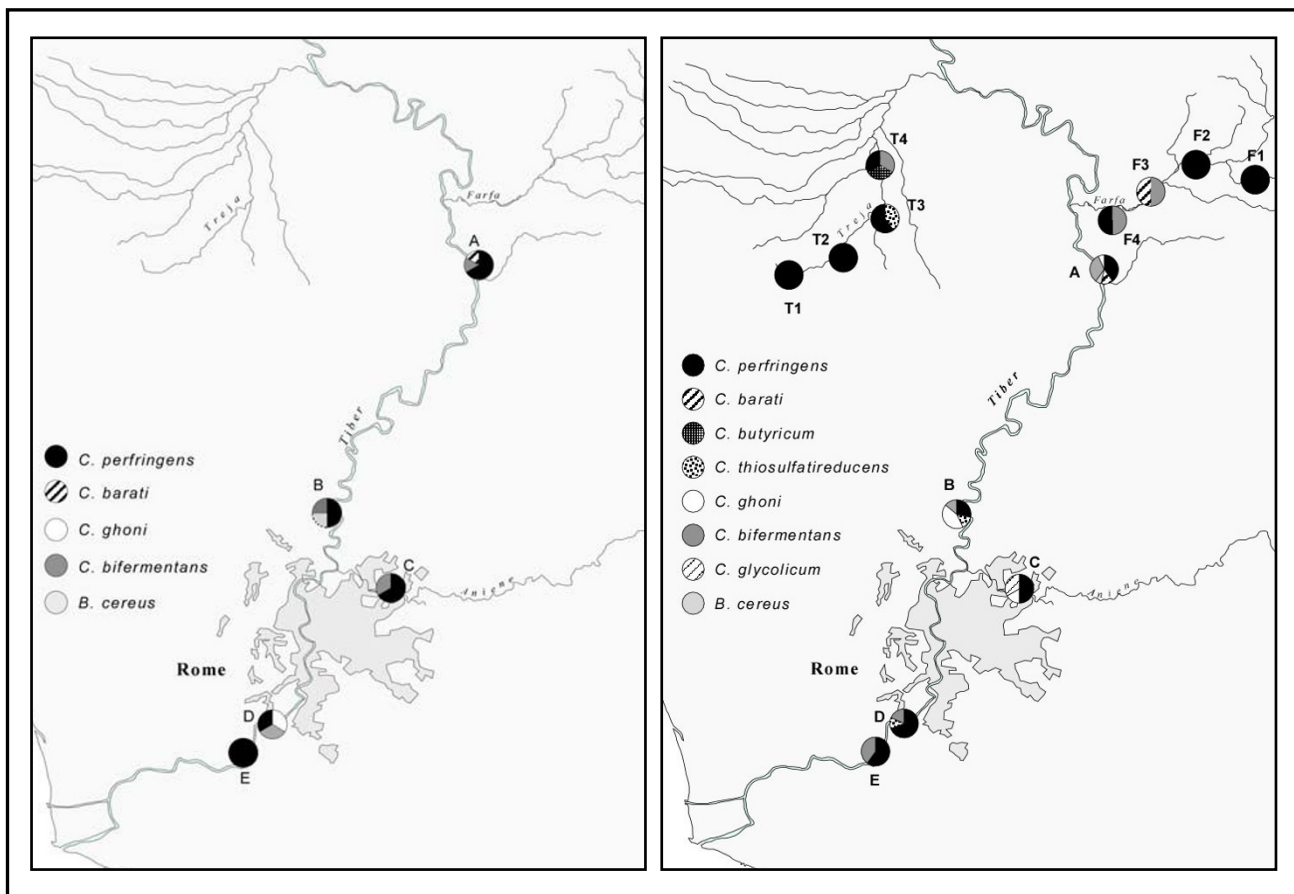 Treja
Farfa
A
Tiber
C. perfringens
C. barati
C. ghoni
C. bifermentans
B. cereus
B
C
Aniene
Rome
D
E
T4
F2
F1
F3
Farfa
T3
Treja
F4
T2
A
T1
C. perfringens
C. barati
C. butyricum
C. thiosulfatireducens
C. ghoni
C. bifermentans
C. glycolicum
B. cereus
Tiber
B
C
Aniene
Rome
D
E